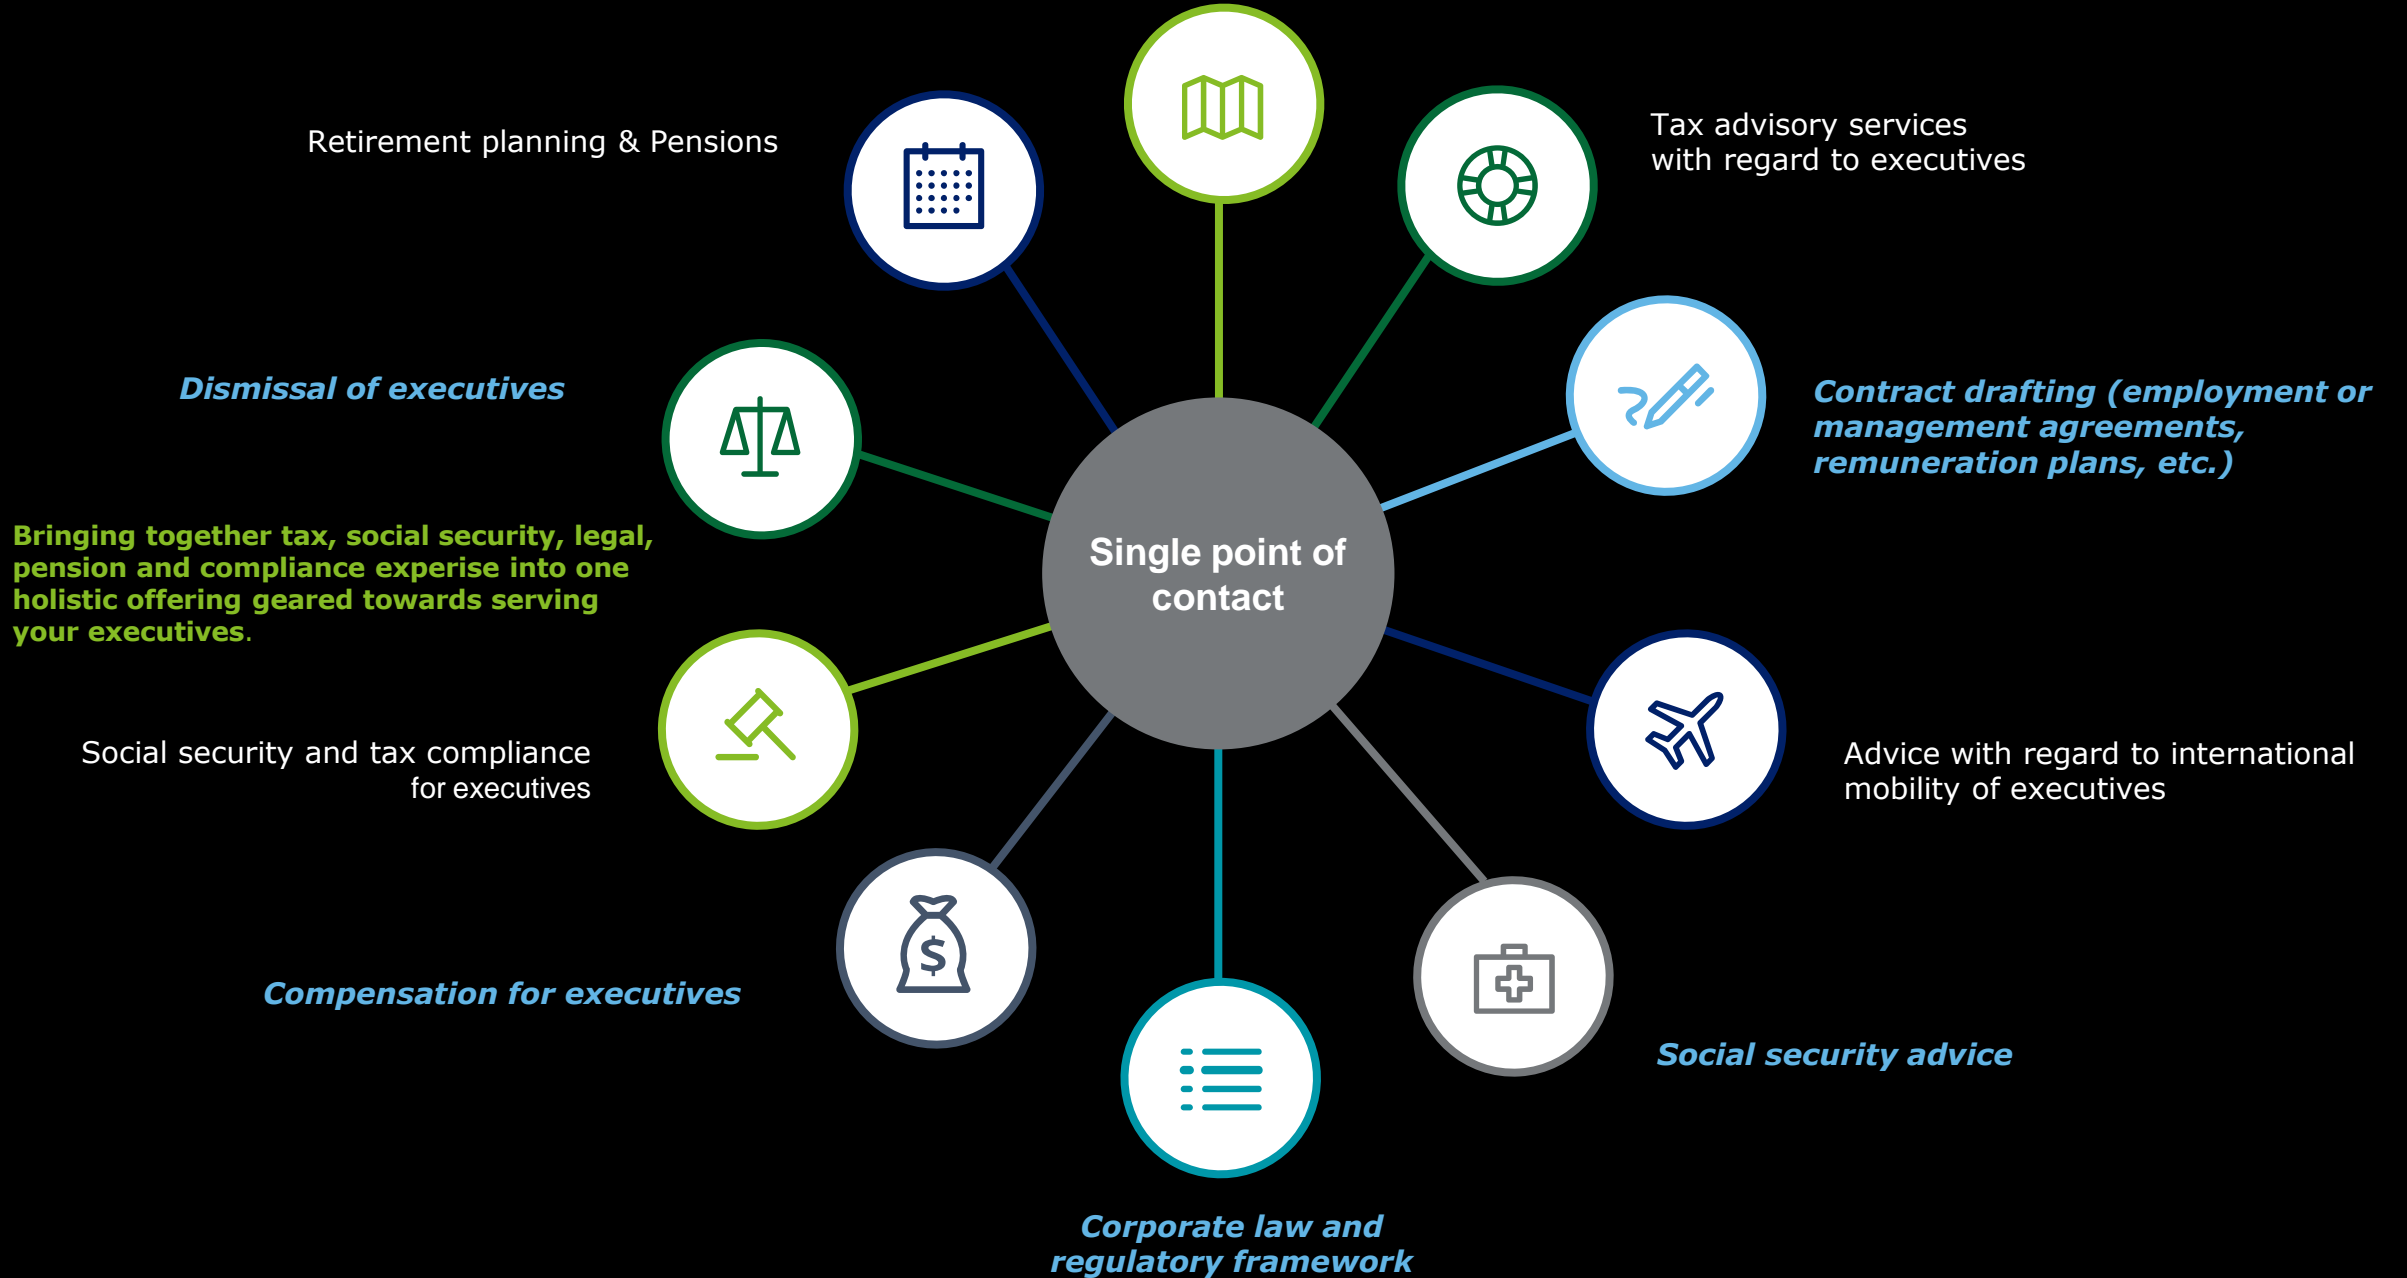 Retirement planning & Pensions
Tax advisory services
with regard to executives
Dismissal of executives
Contract drafting (employment or
management agreements,
remuneration plans, etc.)
Bringing together tax, social security, legal,
pension and compliance experise into one
holistic offering geared towards serving
your executives.
Single point of
contact
Social security and tax compliance
for executives
Advice with regard to international
mobility of executives
Compensation for executives
$
Social security advice
Corporate law and
regulatory framework